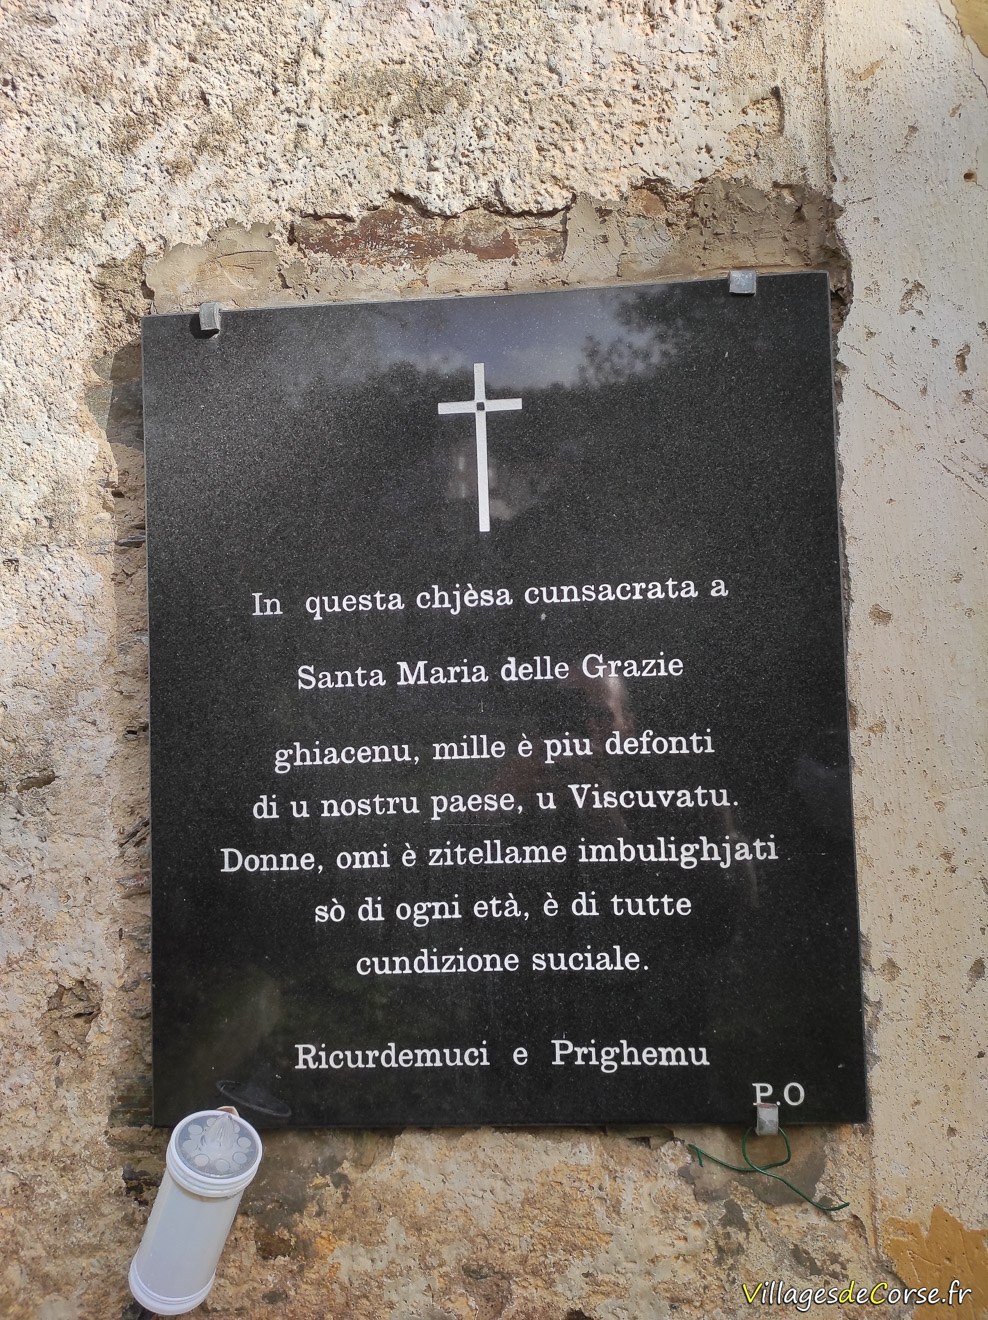 In questa chjèsa cunsacrata a
Santa Maria delle Grazie
ghiacenu, mille è piu defonti
di u nostru paese, u Viscuvatu.
Donne, omi è zitellame imbulighjati
sò di ogni età, è di tutte
cundizione suciale.
Ricurdemuci e Prighemu
P.O
VillagesdeCorse.fr